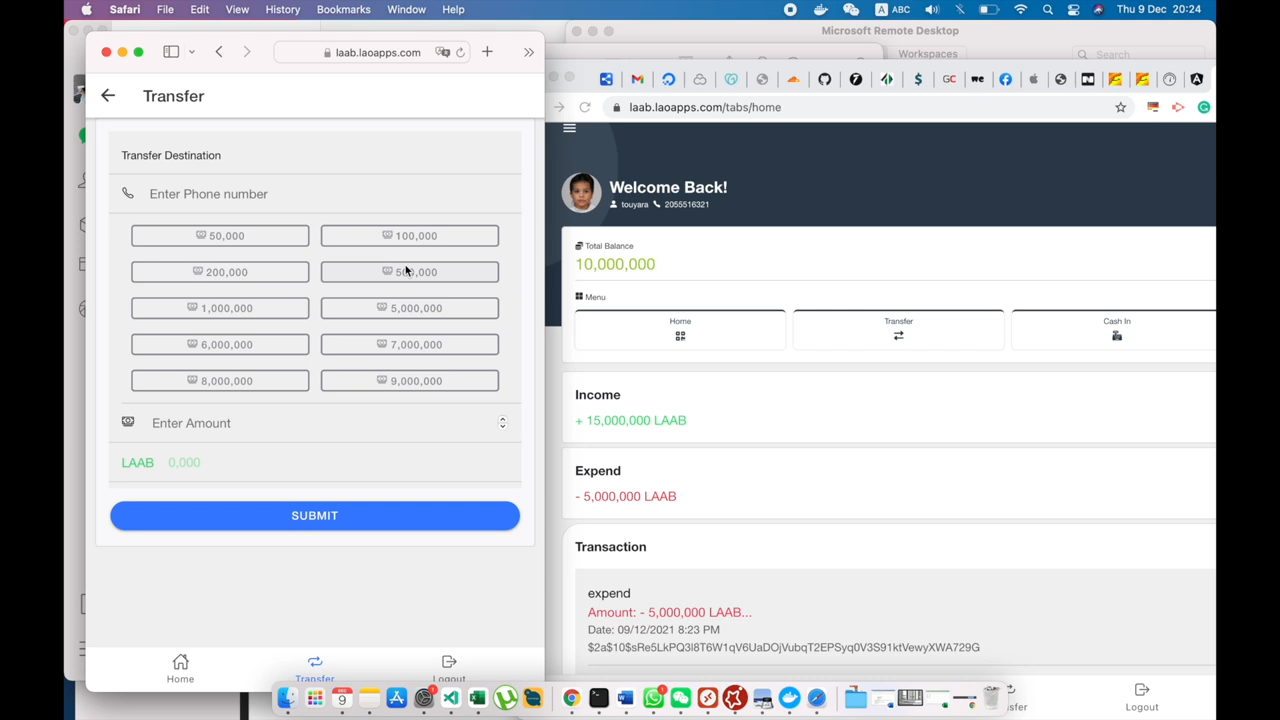 Safari File Edit View History Bookmarks Window Help
ABC Thu 9 Dec 20:24
Microsoft Remote Desktop
Workspaces
Search
laab.laoapps.com
Transfer
Transfer Destination
Enter Phone number
50,000 100,000
200,000 500,000
1,000,000 5,000,000
6,000,000 7,000,000
8,000,000 9,000,000
Enter Amount
LAAB 0,000
SUBMIT
Home Transfer Logout
GC we
laab.laoapps.com/tabs/home
Welcome Back!
touyara 2055516321
Total Balance
10,000,000
Menu
Home Transfer Cash In
Income
+ 15,000,000 LAAB
Expend
- 5,000,000 LAAB
Transaction
expend
Amount: - 5,000,000 LAAB...
Date: 09/12/2021 8:23 PM
$2a$10$sRe5LkPQ3l8T6W1qV6UaDOjVubqT2EPSyq0V3S91ktVewyXWA729G
Logout